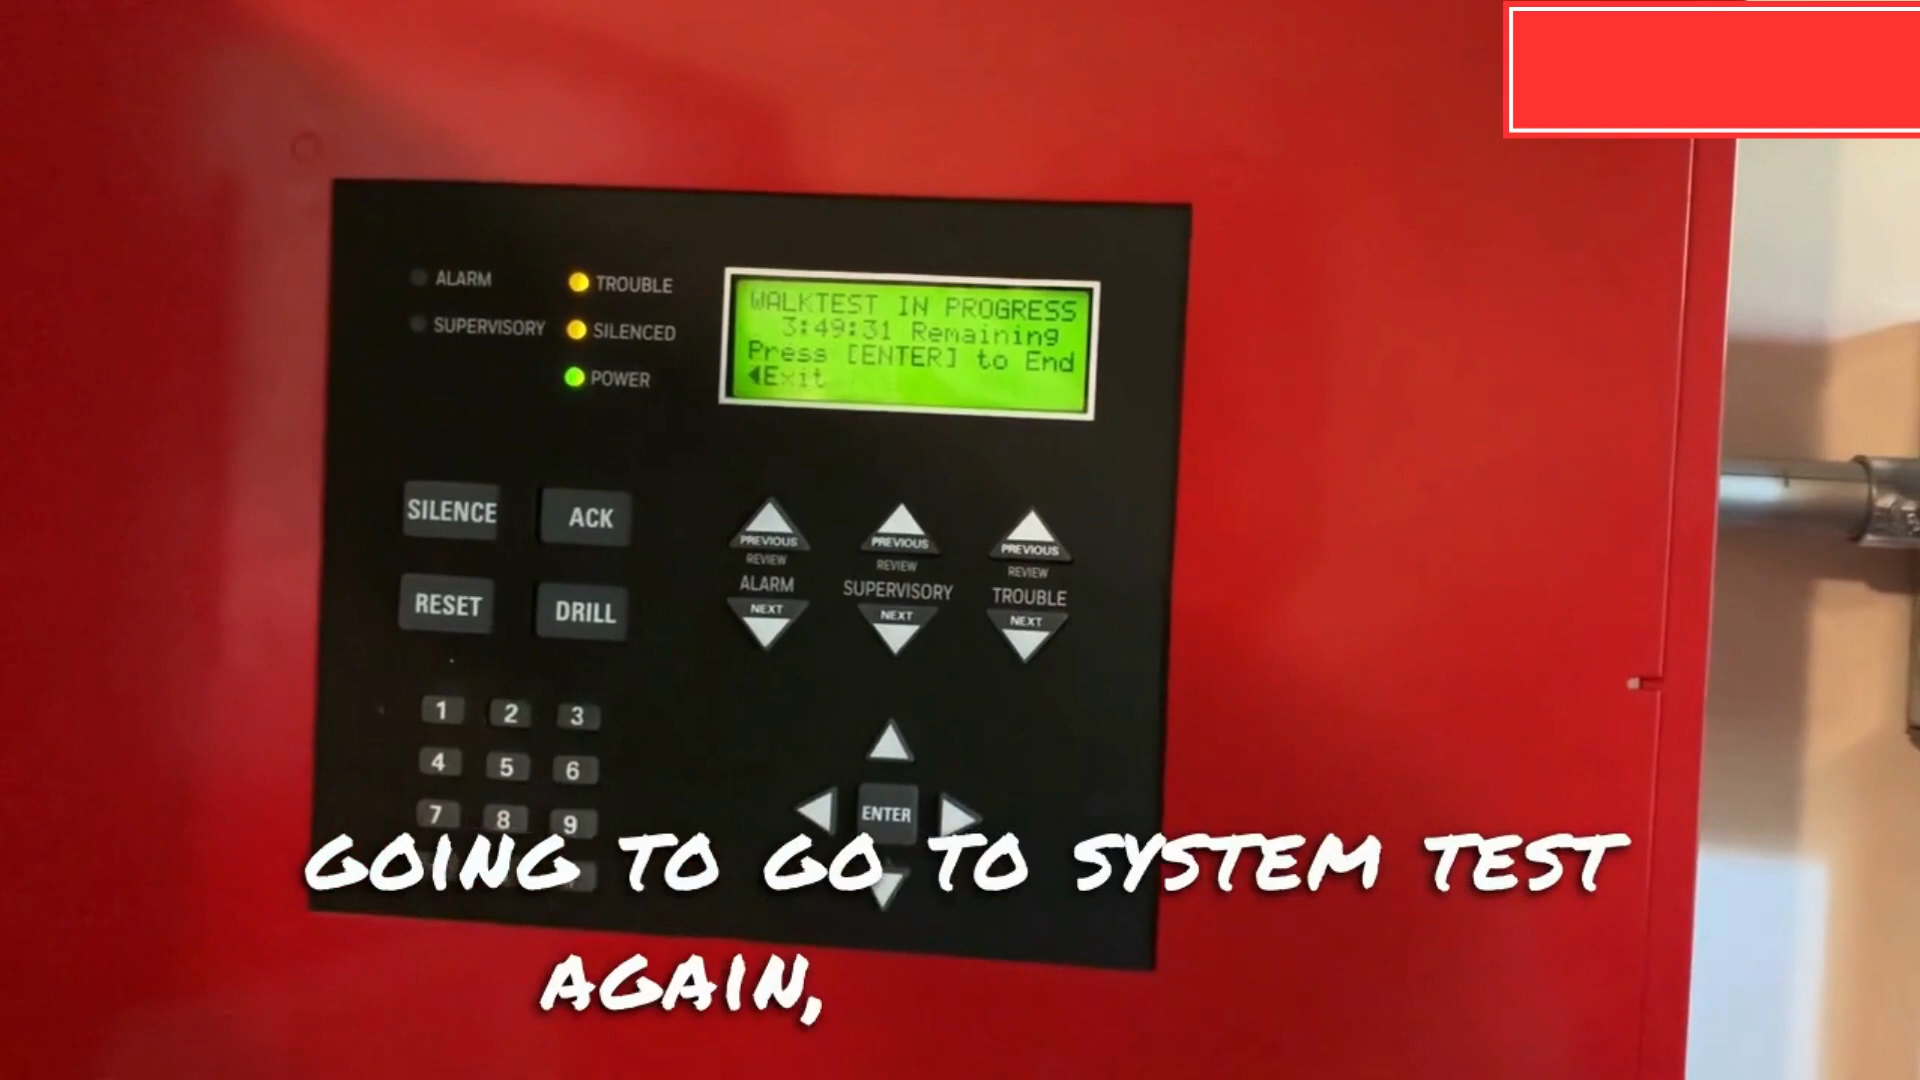 ALARM
TROUBLE
SUPERVISORY
SILENCED
POWER
WALKTEST IN PROGRESS
3:49:31 Remaining
Press [ENTER] to End
◀Exit
SILENCE
ACK
RESET
DRILL
PREVIOUS
REVIEW
ALARM
NEXT
PREVIOUS
REVIEW
SUPERVISORY
NEXT
PREVIOUS
REVIEW
TROUBLE
NEXT
1 2 3
4 5 6
7 8 9
ENTER
GOING TO GO TO SYSTEM TEST
AGAIN,